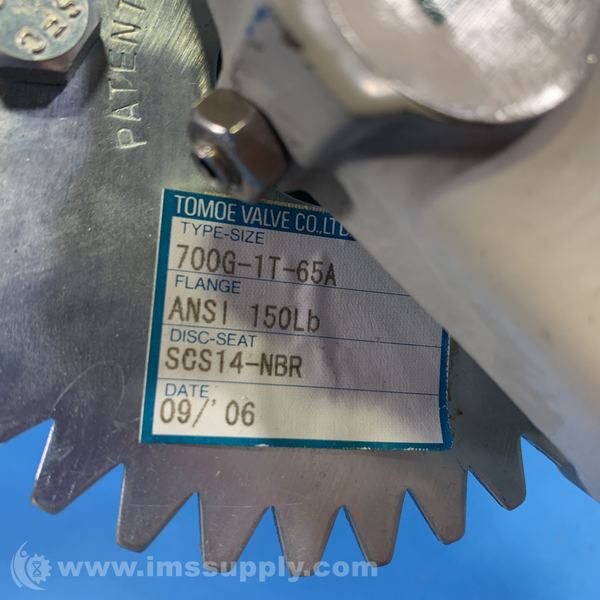 SFC
PATENT
TOMOE VALVE CO.,LTD
TYPE-SIZE
700G-1T-65A
FLANGE
ANSI 150Lb
DISC-SEAT
SCS14-NBR
DATE
09/'06
www.imssupply.com